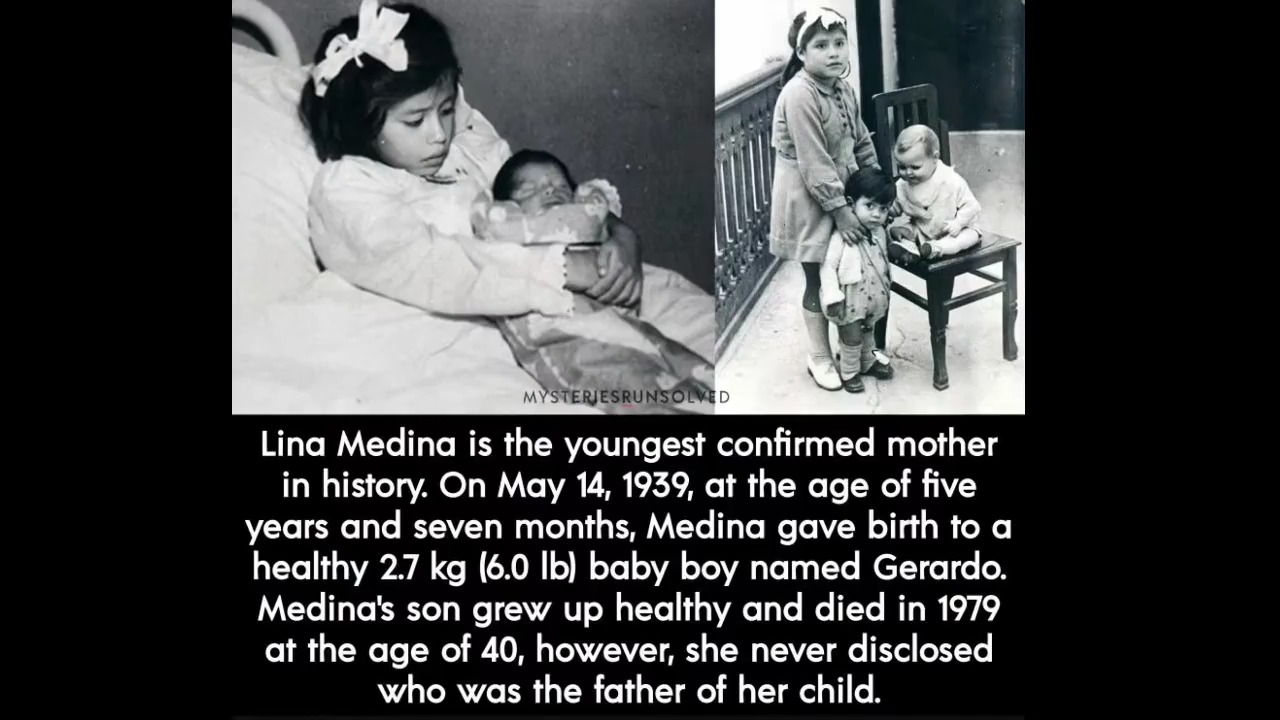 MYSTERIESRUNSOLVED
Lina Medina is the youngest confirmed mother
in history. On May 14, 1939, at the age of five
years and seven months, Medina gave birth to a
healthy 2.7 kg (6.0 lb) baby boy named Gerardo.
Medina's son grew up healthy and died in 1979
at the age of 40, however, she never disclosed
who was the father of her child.